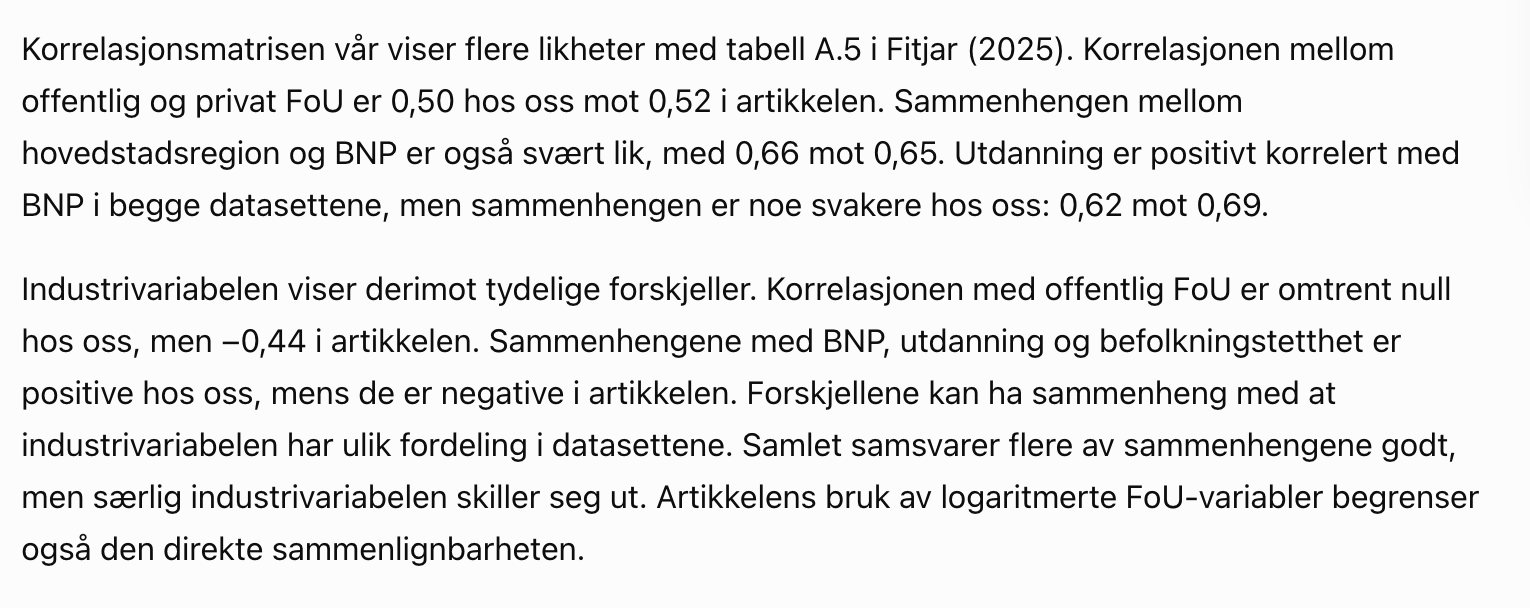 Korrelasjonsmatrisen vår viser flere likheter med tabell A.5 i Fitjar (2025). Korrelasjonen mellom
offentlig og privat FoU er 0,50 hos oss mot 0,52 i artikkelen. Sammenhengen mellom
hovedstadsregion og BNP er også svært lik, med 0,66 mot 0,65. Utdanning er positivt korrelert med
BNP i begge datasettene, men sammenhengen er noe svakere hos oss: 0,62 mot 0,69.
Industrivariabelen viser derimot tydelige forskjeller. Korrelasjonen med offentlig FoU er omtrent null
hos oss, men −0,44 i artikkelen. Sammenhengene med BNP, utdanning og befolkningstetthet er
positive hos oss, mens de er negative i artikkelen. Forskjellene kan ha sammenheng med at
industrivariabelen har ulik fordeling i datasettene. Samlet samsvarer flere av sammenhengene godt,
men særlig industrivariabelen skiller seg ut. Artikkelens bruk av logaritmerte FoU-variabler begrenser
også den direkte sammenlignbarheten.